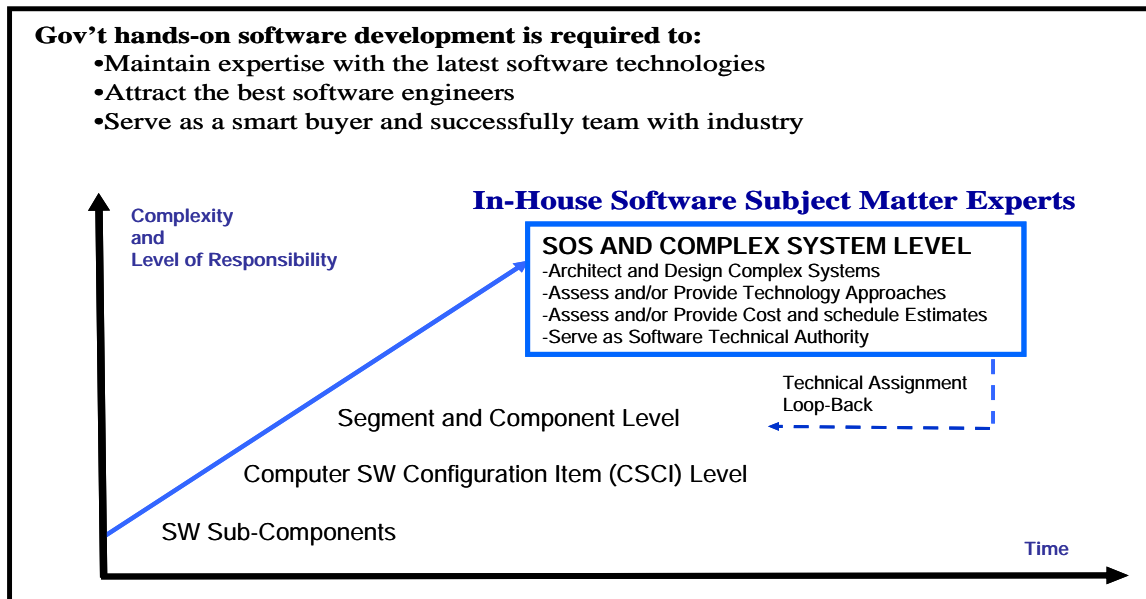 Gov’t hands-on software development is required to:
•Maintain expertise with the latest software technologies
•Attract the best software engineers
•Serve as a smart buyer and successfully team with industry
In-House Software Subject Matter Experts
Complexity
and
Level of Responsibility
SOS AND COMPLEX SYSTEM LEVEL
-Architect and Design Complex Systems
-Assess and/or Provide Technology Approaches
-Assess and/or Provide Cost and schedule Estimates
-Serve as Software Technical Authority
Technical Assignment
Loop-Back
Segment and Component Level
Computer SW Configuration Item (CSCI) Level
SW Sub-Components
Time